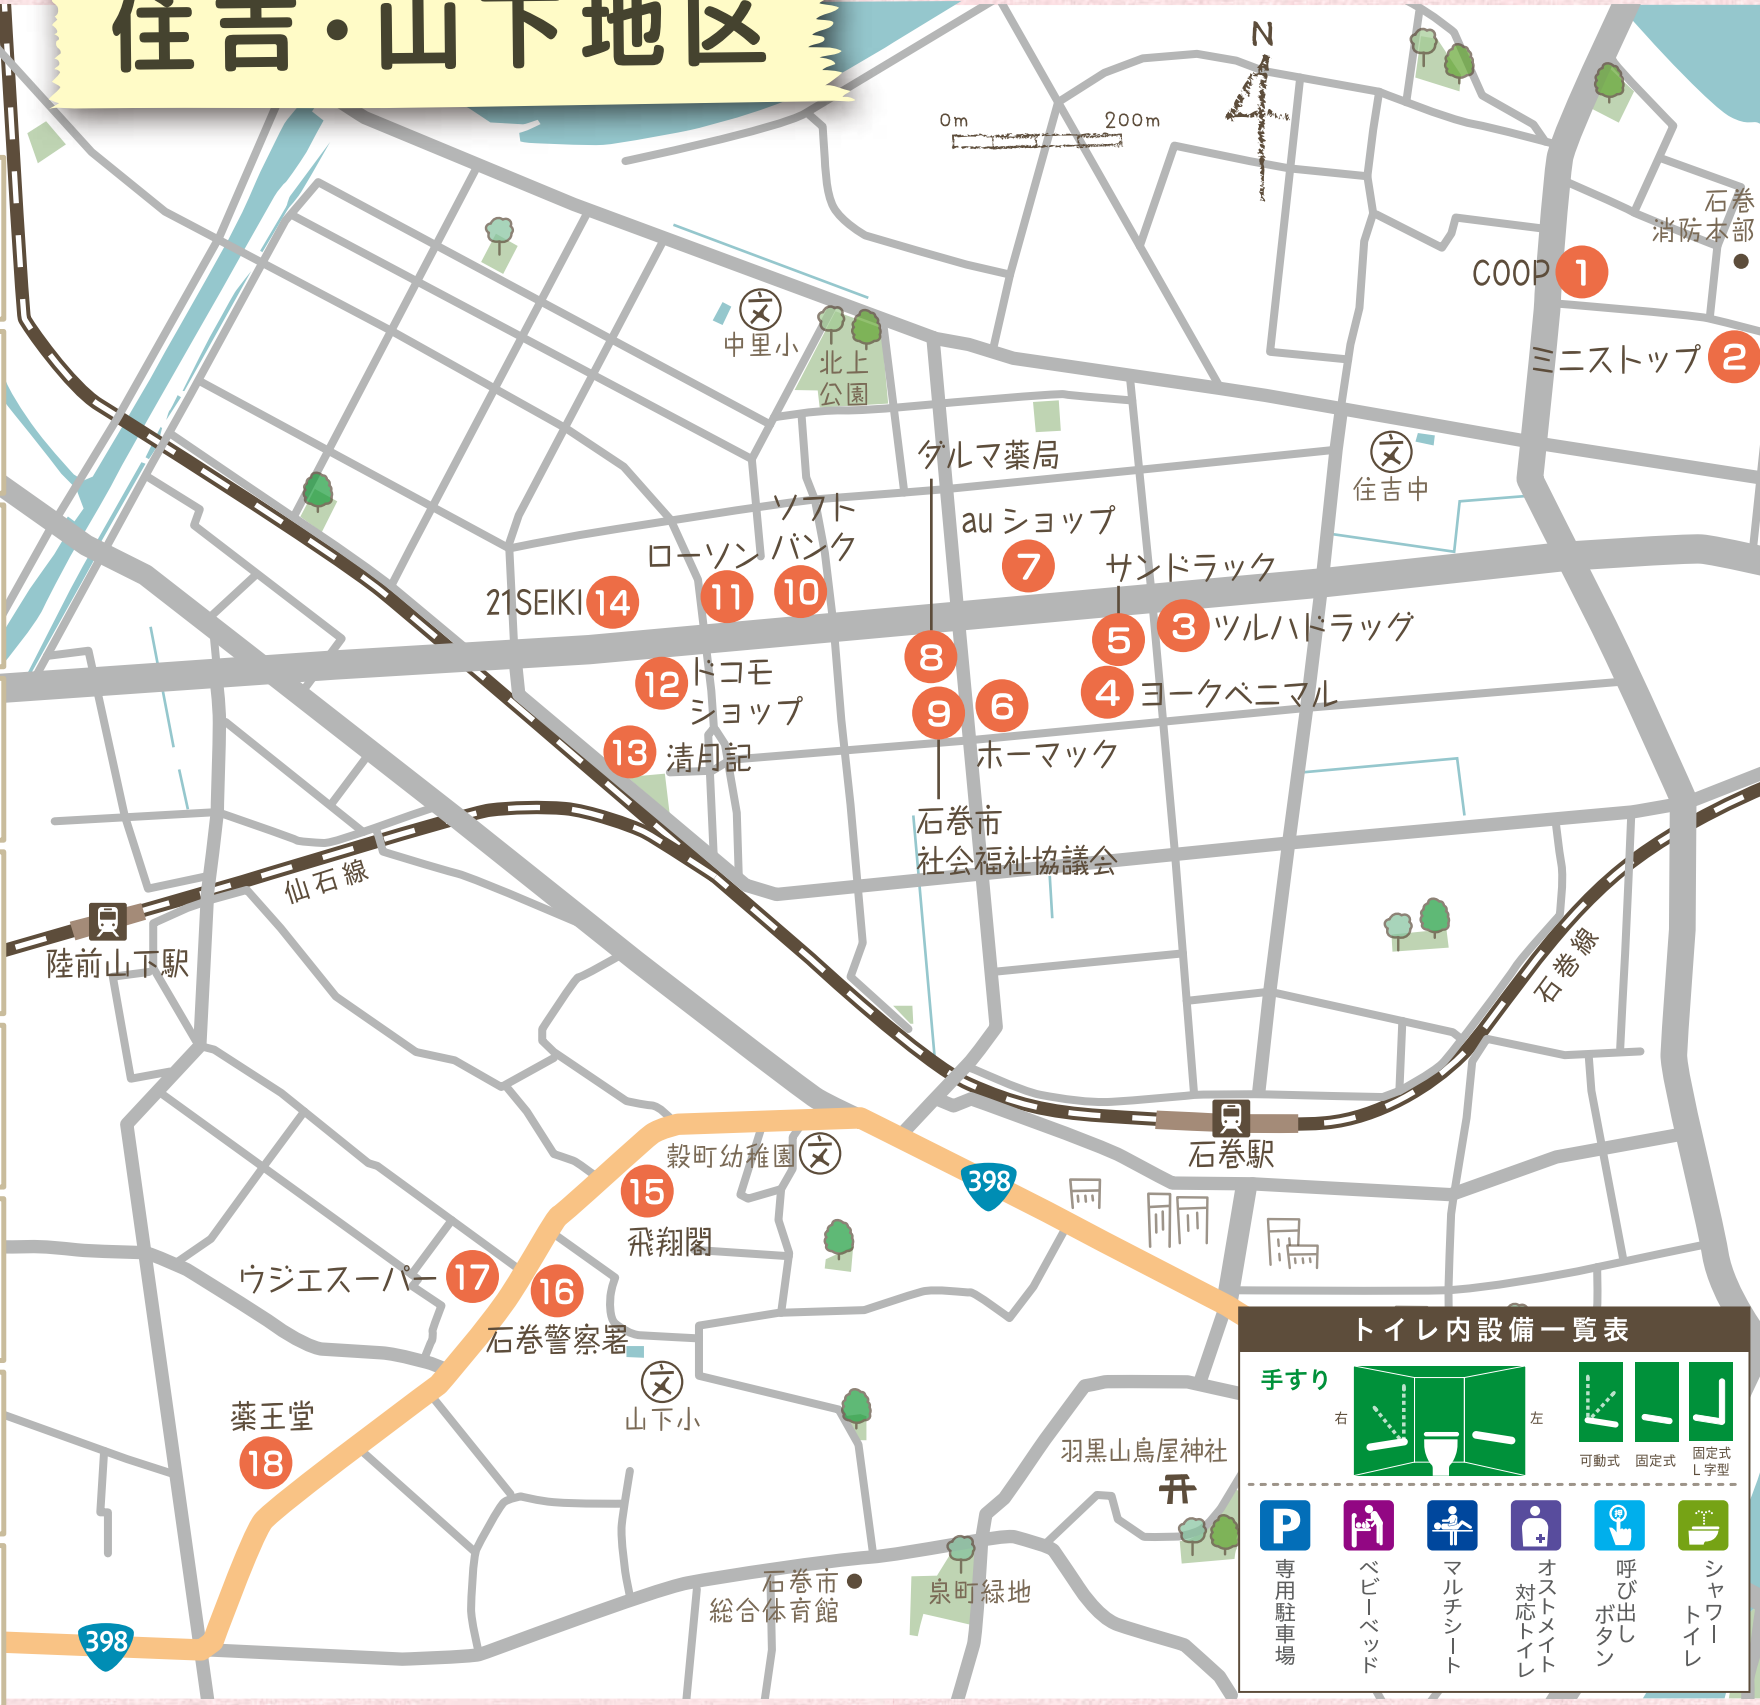 住吉・山下地区
N
0m
200m
石巻
消防本部
COOP
1
ミニストップ
2
中里小
北上
公園
ダルマ薬局
住吉中
ソフト
バンク
ローソン
auショップ
サンドラック
21SEIKI
14
11
10
7
5
3
ツルハドラッグ
8
12
ドコモ
ショップ
9
6
4
ヨークベニマル
13
清月記
ホーマック
石巻市
社会福祉協議会
仙石線
陸前山下駅
石巻線
石巻駅
穀町幼稚園
398
15
飛翔閣
ウジエスーパー
17
16
石巻警察署
山下小
薬王堂
18
羽黒山鳥屋神社
石巻市
総合体育館
泉町緑地
398
トイレ内設備一覧表
手すり
右
左
可動式
固定式
固定式
L字型
P
専用駐車場
ベビーベッド
マルチシート
オストメイト
対応トイレ
押
呼び出し
ボタン
シャワー
トイレ